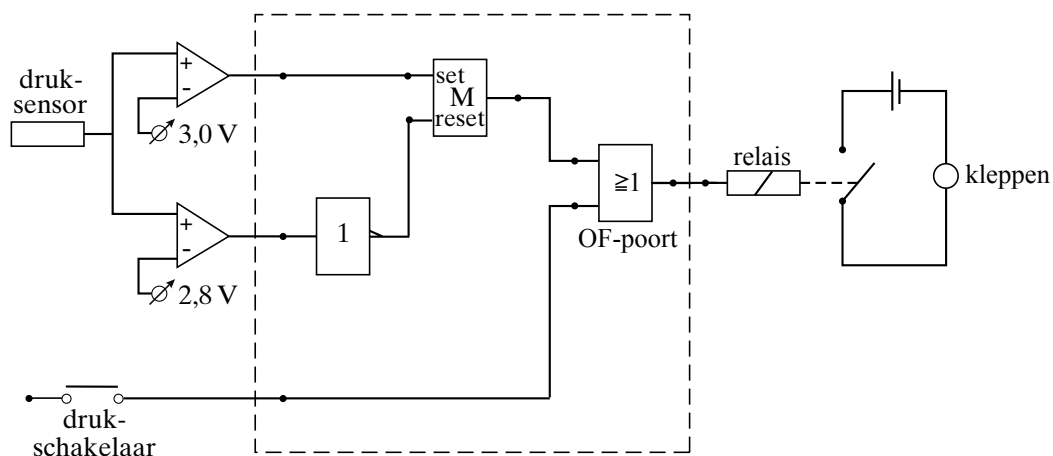 druk-
sensor
+
-
3,0 V
+
-
2,8 V
set
M
reset
1
≧1
OF-poort
relais
kleppen
druk-
schakelaar